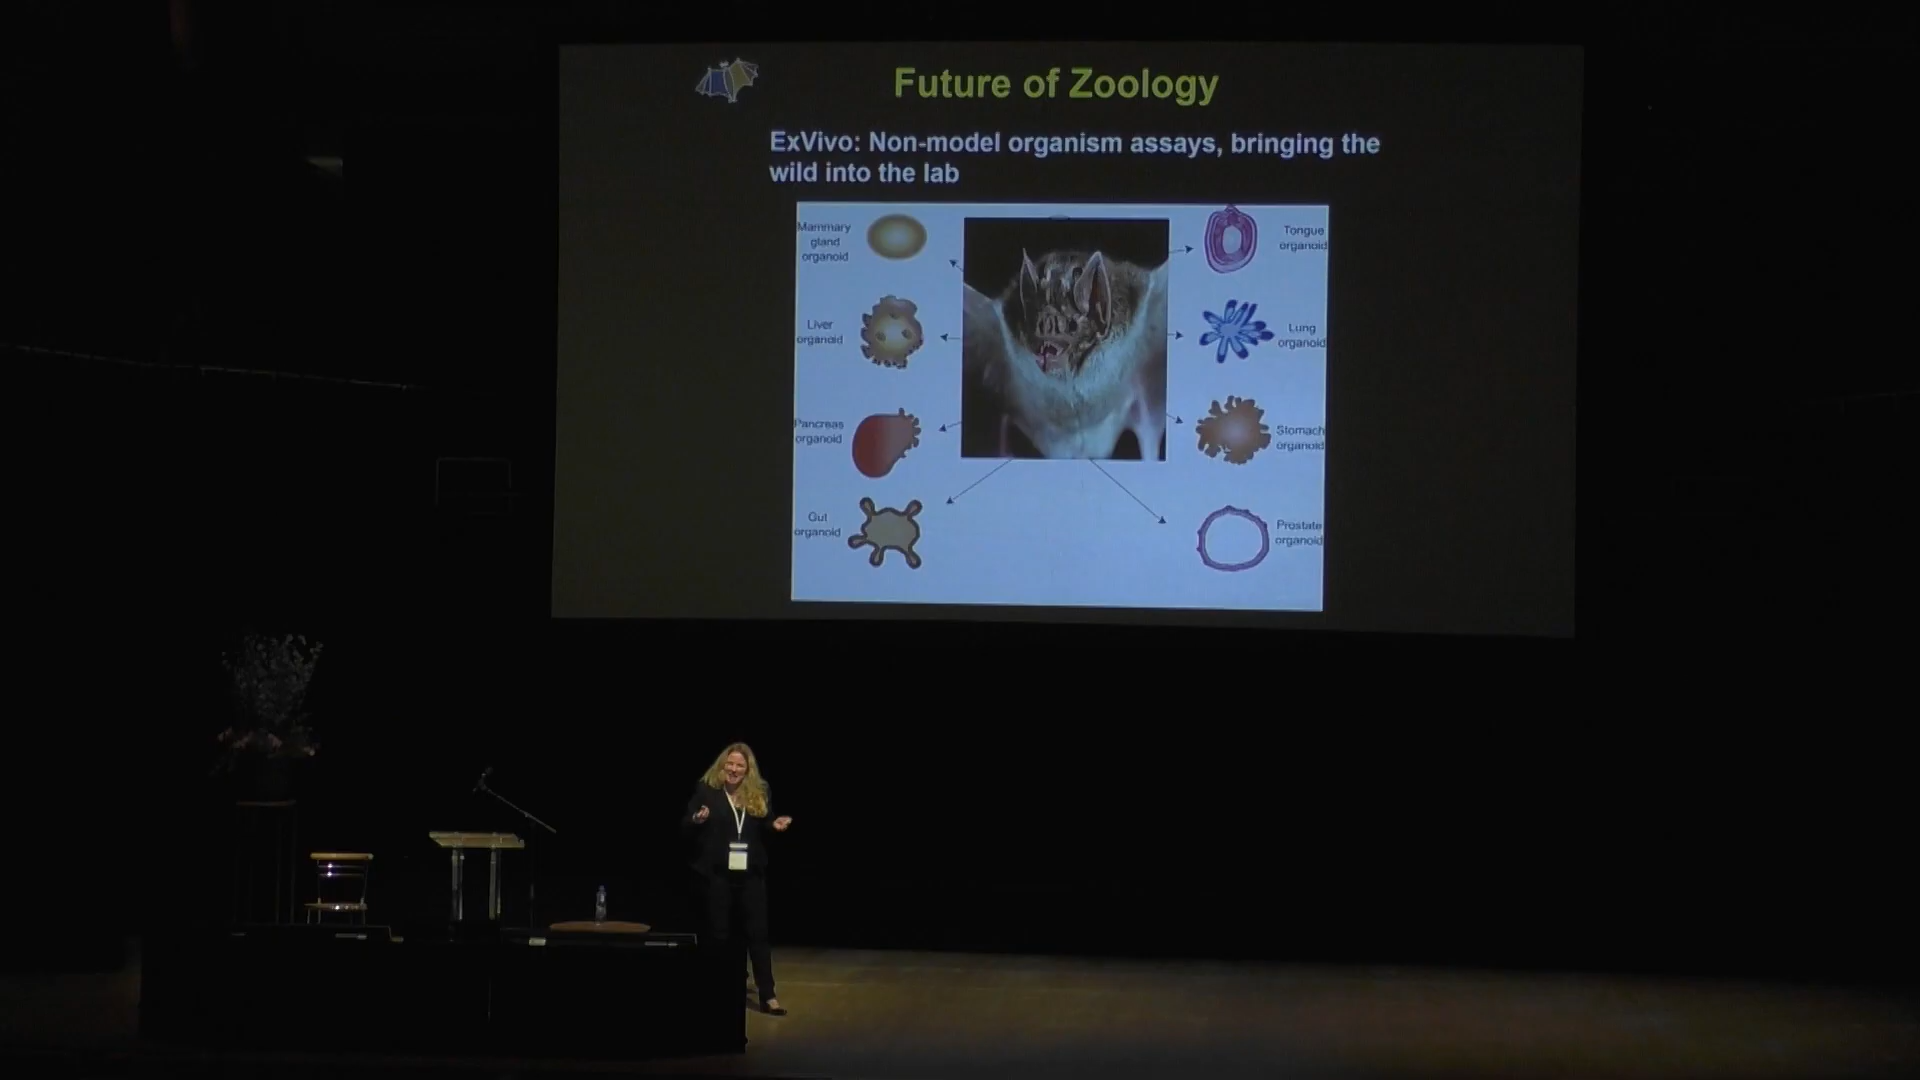 Future of Zoology
ExVivo: Non-model organism assays, bringing the
wild into the lab
Mammary
gland
organoid
Liver
organoid
Pancreas
organoid
Gut
organoid
Tongue
organoid
Lung
organoid
Stomach
organoid
Prostate
organoid